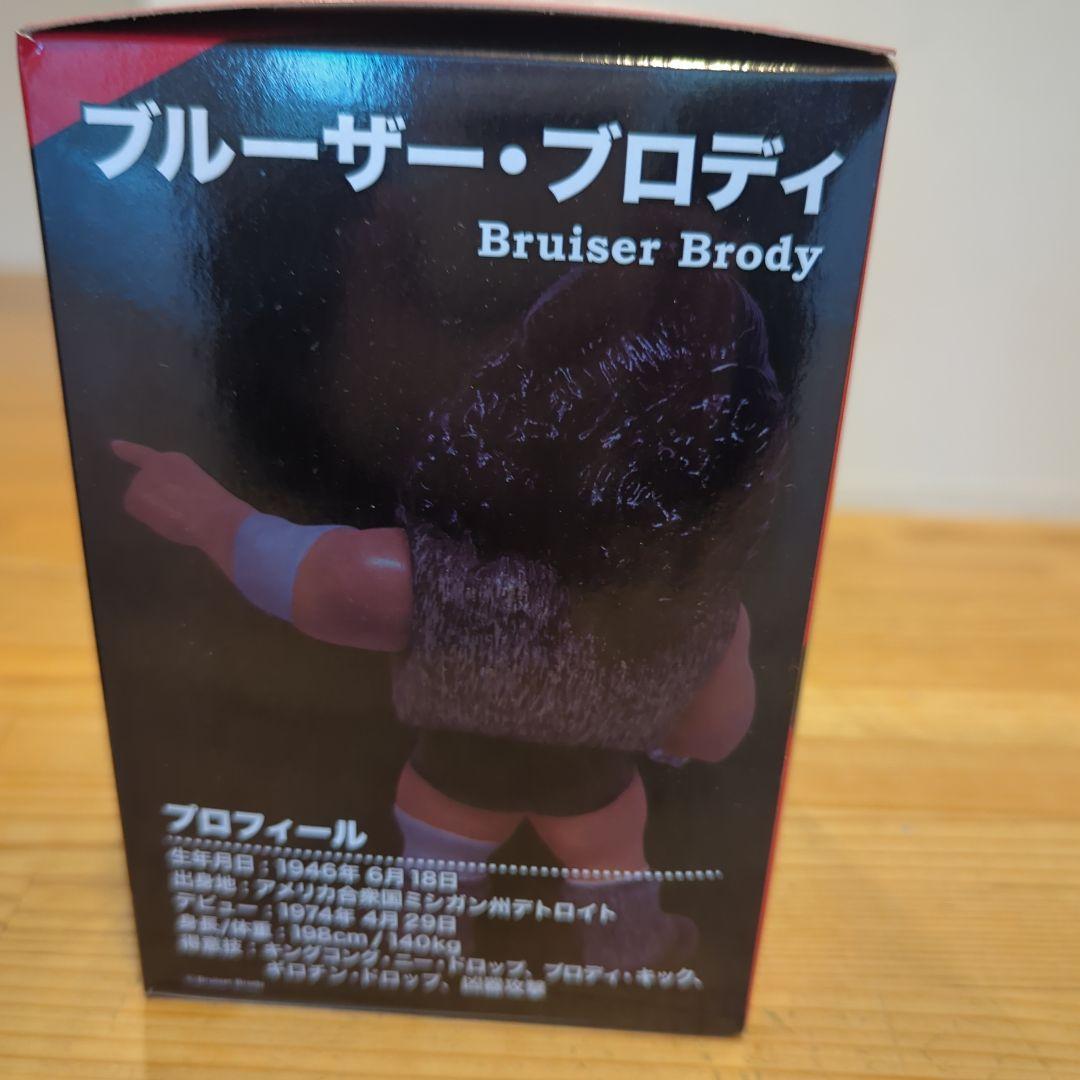 ブルーザー・ブロディ
Bruiser Brody
プロフィール
生年月日：1946年 6月18日
出身地：アメリカ合衆国ミシガン州デトロイト
デビュー：1974年 4月29日
身長/体重：198cm/140kg
得意技：キングコング・ニー・ドロップ、ブロディ・キック、
ギロチン・ドロップ、凶器攻撃
©Bruiser Brody